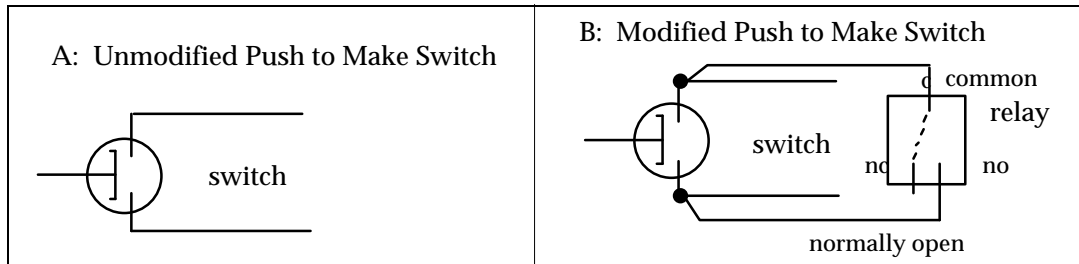 A: Unmodified Push to Make Switch
switch
B: Modified Push to Make Switch
c common
relay
switch
nc
no
normally open